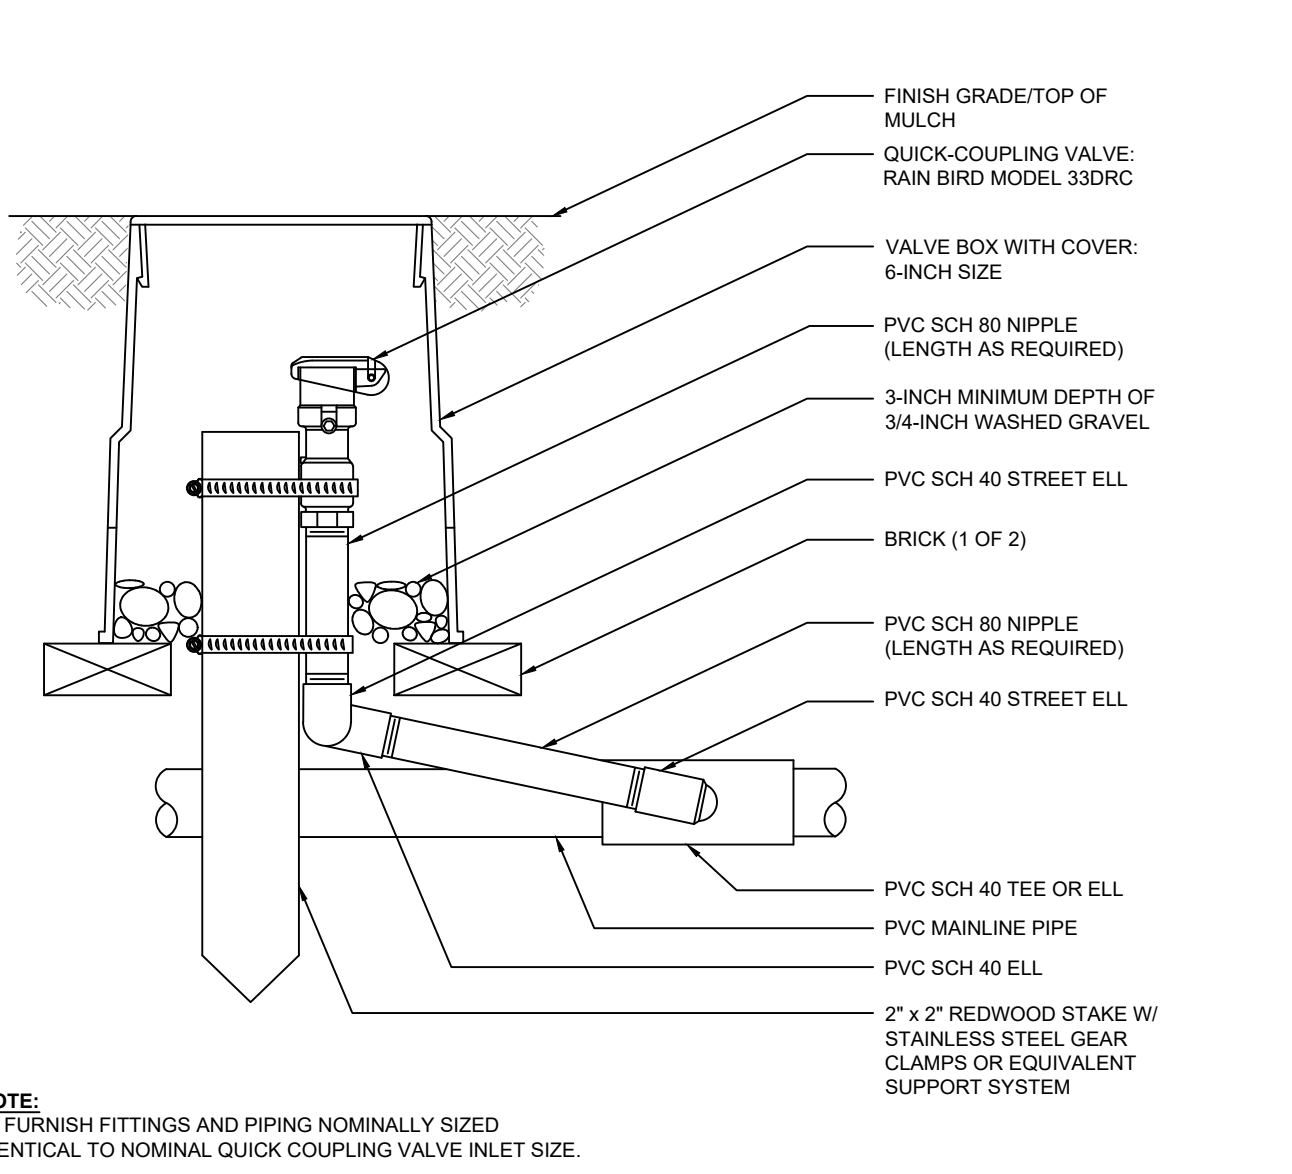 FINISH GRADE/TOP OF
MULCH
QUICK-COUPLING VALVE:
RAIN BIRD MODEL 33DRC
VALVE BOX WITH COVER:
6-INCH SIZE
PVC SCH 80 NIPPLE
(LENGTH AS REQUIRED)
3-INCH MINIMUM DEPTH OF
3/4-INCH WASHED GRAVEL
PVC SCH 40 STREET ELL
BRICK (1 OF 2)
PVC SCH 80 NIPPLE
(LENGTH AS REQUIRED)
PVC SCH 40 STREET ELL
PVC SCH 40 TEE OR ELL
PVC MAINLINE PIPE
PVC SCH 40 ELL
2" x 2" REDWOOD STAKE W/
STAINLESS STEEL GEAR
CLAMPS OR EQUIVALENT
SUPPORT SYSTEM
OTE:
FURNISH FITTINGS AND PIPING NOMINALLY SIZED
ENTICAL TO NOMINAL QUICK COUPLING VALVE INLET SIZE.